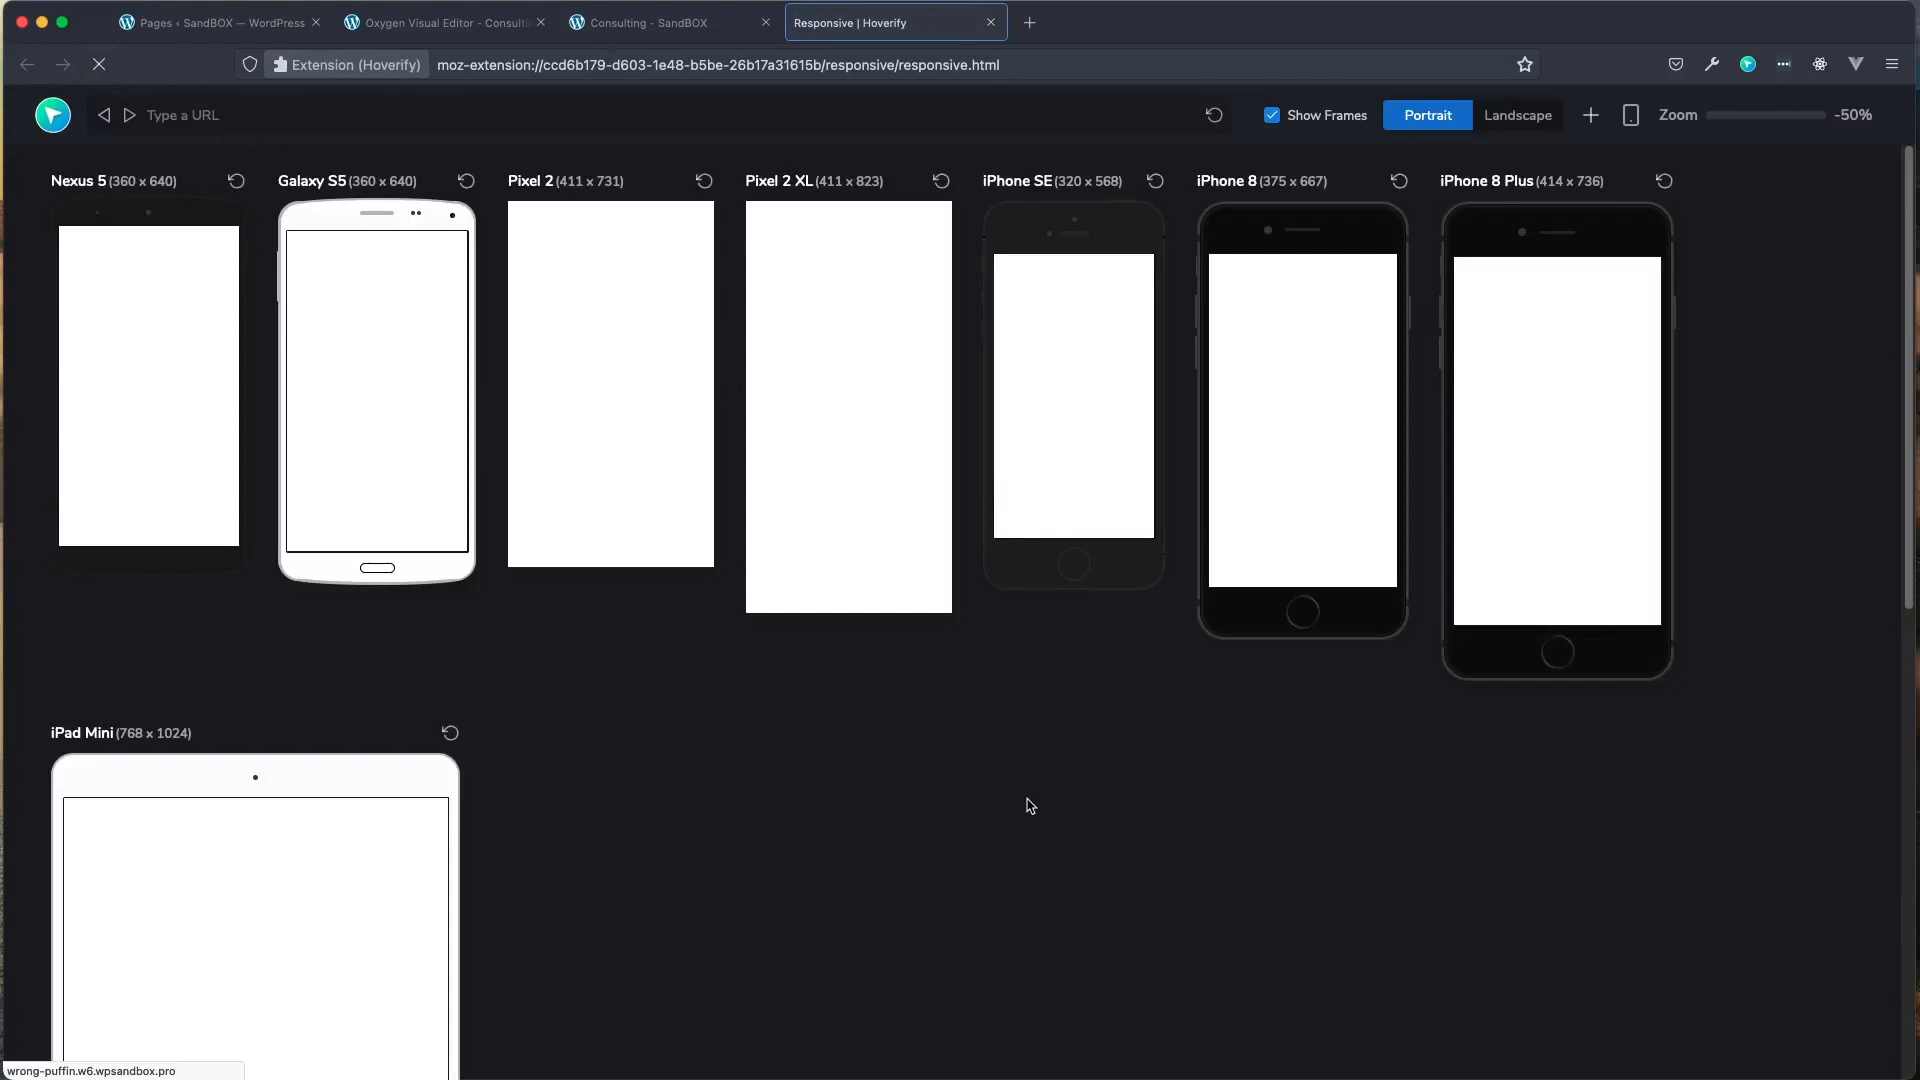 Pages ‹ SandBOX — WordPress
Oxygen Visual Editor - Consulti
Consulting - SandBOX
Responsive | Hoverify
Extension (Hoverify)
moz-extension://ccd6b179-d603-1e48-b5be-26b17a31615b/responsive/responsive.html
Type a URL
Show Frames
Portrait
Landscape
Zoom
-50%
Nexus 5 (360 x 640)
Galaxy S5 (360 x 640)
Pixel 2 (411 x 731)
Pixel 2 XL (411 x 823)
iPhone SE (320 x 568)
iPhone 8 (375 x 667)
iPhone 8 Plus (414 x 736)
iPad Mini (768 x 1024)
wrong-puffin.w6.wpsandbox.pro